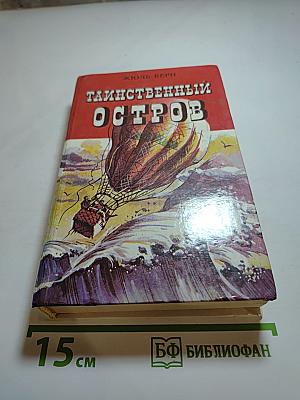 ЖЮЛЬ ВЕРН
ТАИНСТВЕННЫЙ
ОСТРОВ
15 СМ
БФ БИБЛИОФАН